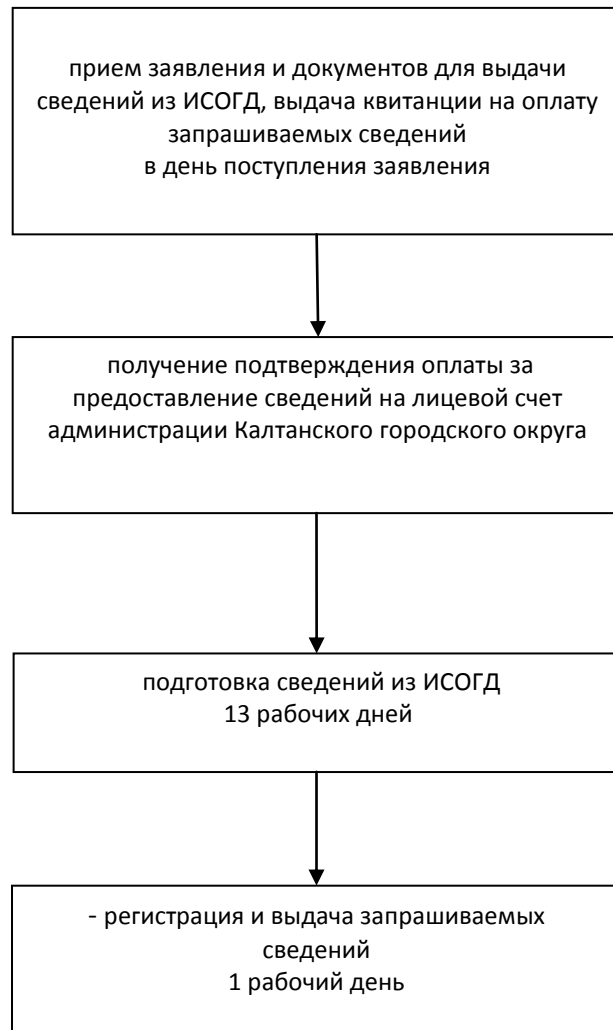 прием заявления и документов для выдачи
сведений из ИСОГД, выдача квитанции на оплату
запрашиваемых сведений
в день поступления заявления
получение подтверждения оплаты за
предоставление сведений на лицевой счет
администрации Калтанского городского округа
подготовка сведений из ИСОГД
13 рабочих дней
- регистрация и выдача запрашиваемых
сведений
1 рабочий день